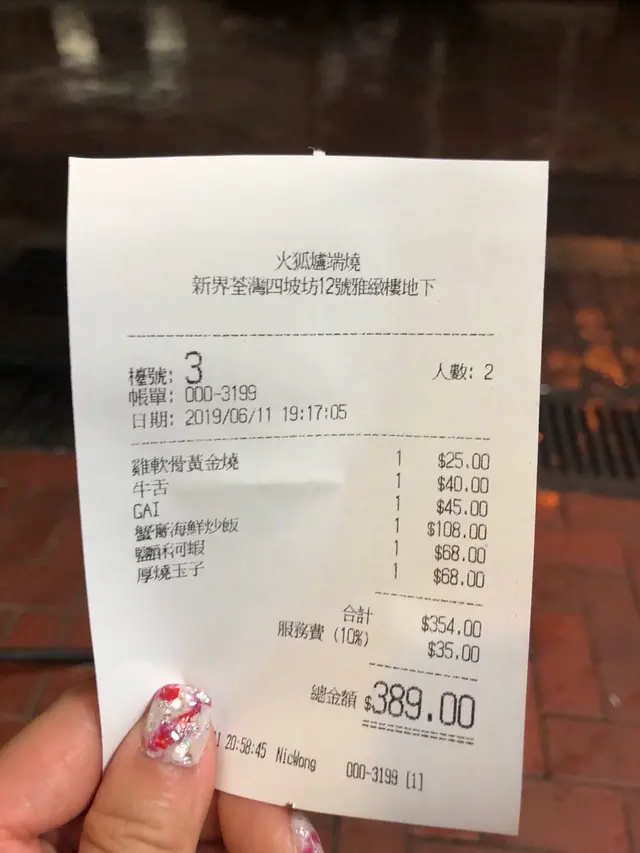 火狐爐端燒
新界荃灣四坡坊12號雅緻樓地下
檯號: 3 人數: 2
帳單: 000-3199
日期: 2019/06/11 19:17:05
雞軟骨黃金燒 1 $25.00
牛舌 1 $40.00
GAI 1 $45.00
蟹膏海鮮炒飯 1 $108.00
鹽酥河蝦 1 $68.00
厚燒玉子 1 $68.00
合計 $354.00
服務費 (10%) $35.00
總金額 $389.00
20:58:45 NicWong 000-3199 [1]